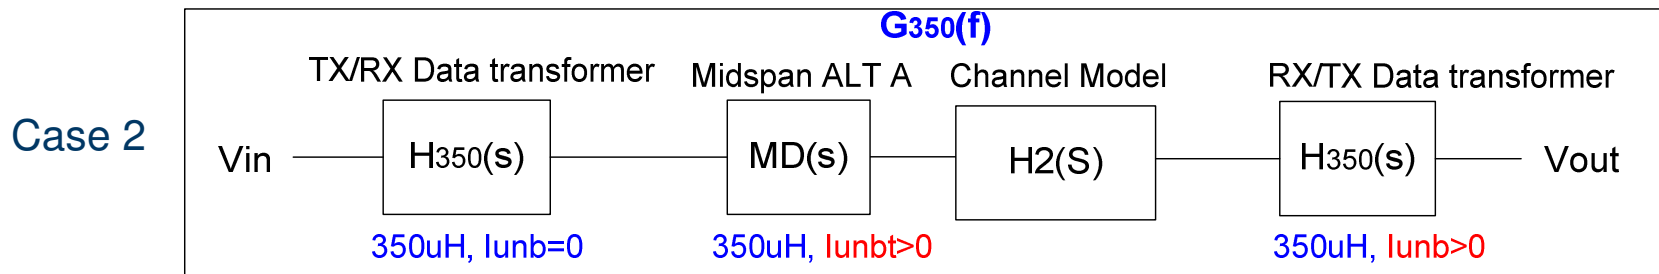 G350(f)
TX/RX Data transformer
Midspan ALT A
Channel Model
RX/TX Data transformer
Case 2
Vin
H350(s)
MD(s)
H2(S)
H350(s)
Vout
350uH, Iunb=0
350uH, Iunbt>0
350uH, Iunb>0